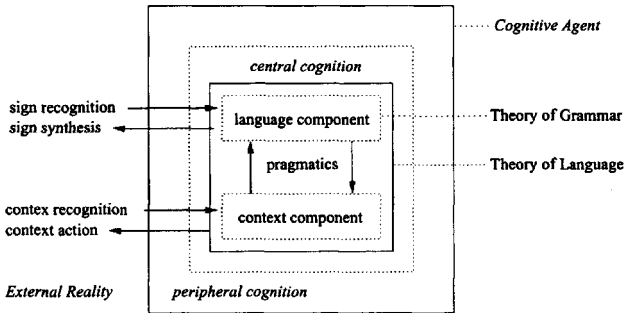 Cognitive Agent
central cognition
sign recognition
sign synthesis
language component
Theory of Grammar
pragmatics
Theory of Language
contex recognition
context action
context component
External Reality
peripheral cognition